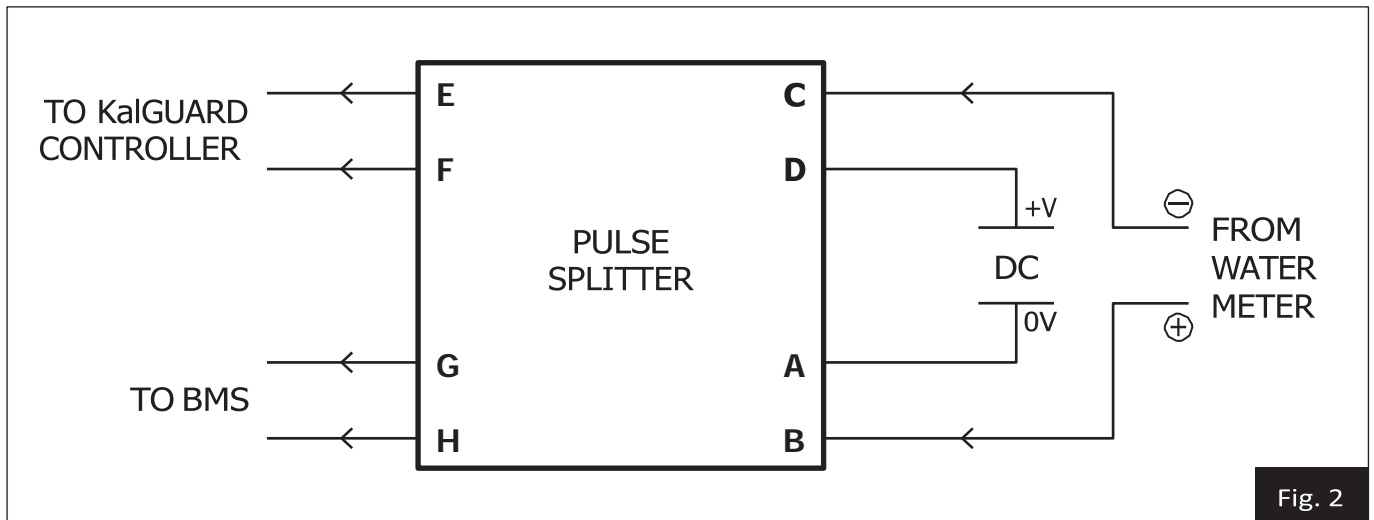 TO KalGUARD
CONTROLLER
E
F
PULSE
SPLITTER
TO BMS
G
H
C
D
A
B
+V
DC
0V
⊖
⊕
FROM
WATER
METER
Fig. 2